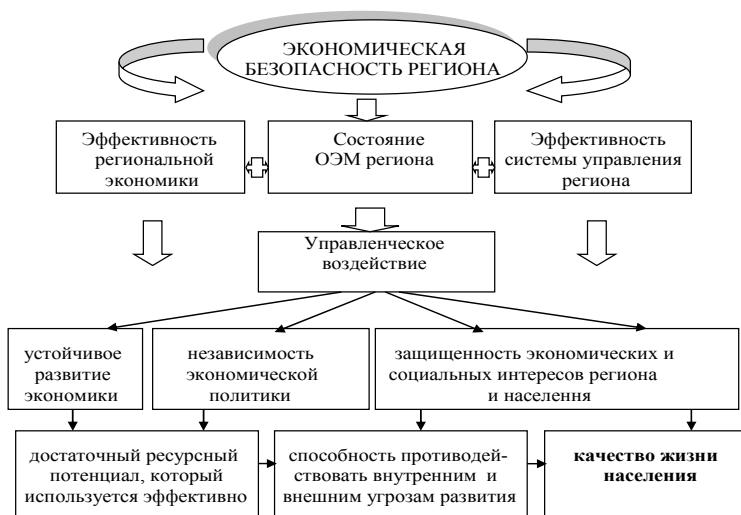 ЭКОНОМИЧЕСКАЯ
БЕЗОПАСНОСТЬ РЕГИОНА
Эффективность
региональной
экономики
Состояние
ОЭМ региона
Эффективность
системы управления
региона
Управленческое
воздействие
устойчивое
развитие
экономики
независимость
экономической
политики
защищенность экономических и
социальных интересов региона
и населення
достаточный ресурсный
потенциал, который
используется эффективно
способность противодей-
ствовать внутренним и
внешним угрозам развития
качество жизни
населения